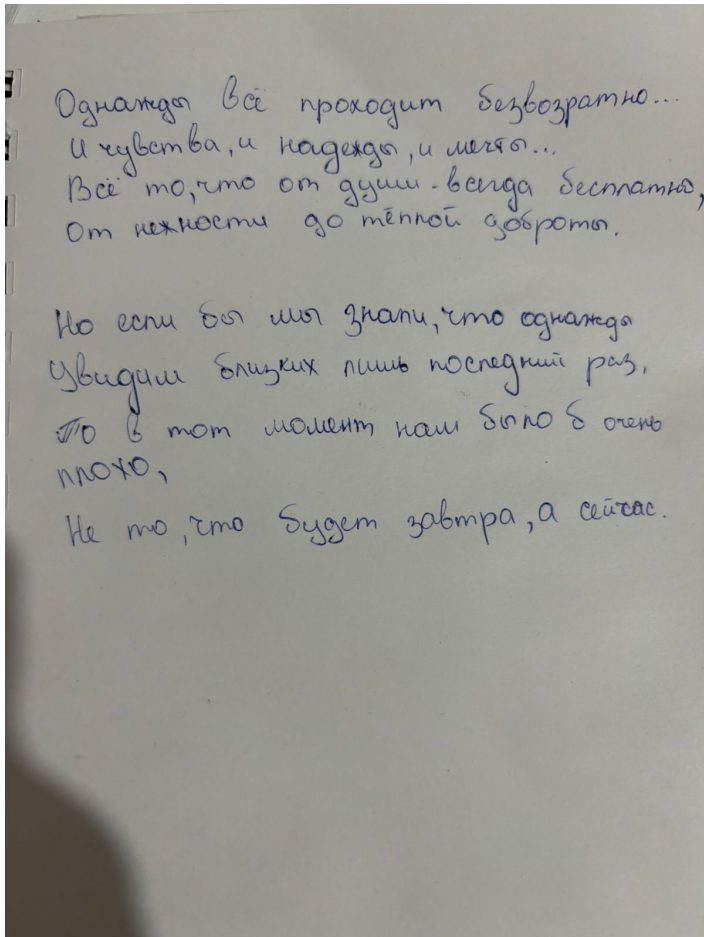 Однажды всё проходит безвозратно...
И чувства, и надежды, и мечты...
Всё то, что от души - всегда бесплатно,
От нежности до тёплой доброты.
Но если бы мы знали, что однажды
Увидим близких лишь последний раз,
То в тот момент нам было б очень
плохо,
Не то, что будет завтра, а сейчас.